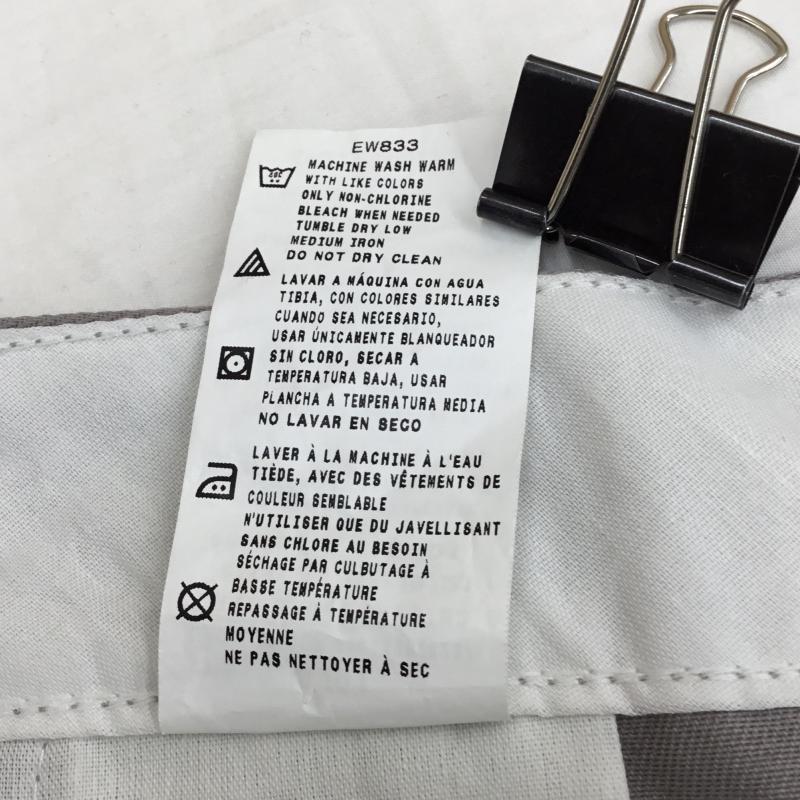 EW833
MACHINE WASH WARM
WITH LIKE COLORS
ONLY NON-CHLORINE
BLEACH WHEN NEEDED
TUMBLE DRY LOW
MEDIUM IRON
DO NOT DRY CLEAN
LAVAR A MÁQUINA CON AGUA
TIBIA, CON COLORES SIMILARES
CUANDO SEA NECESARIO,
USAR ÚNICAMENTE BLANQUEADOR
SIN CLORO, SECAR A
TEMPERATURA BAJA, USAR
PLANCHA A TEMPERATURA MEDIA
NO LAVAR EN SECO
LAVER À LA MACHINE À L'EAU
TIÈDE, AVEC DES VÊTEMENTS DE
COULEUR SEMBLABLE
N'UTILISER QUE DU JAVELLISANT
SANS CHLORE AU BESOIN
SÉCHAGE PAR CULBUTAGE À
BASSE TEMPÉRATURE
REPASSAGE À TEMPÉRATURE
MOYENNE
NE PAS NETTOYER À SEC